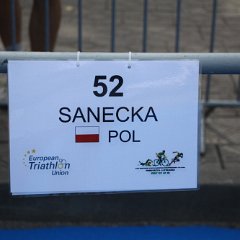 52
SANECKA
POL
European
Triathlon
Union